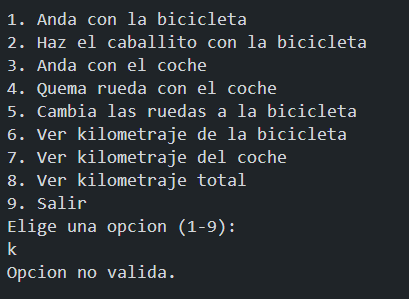 1. Anda con la bicicleta
2. Haz el caballito con la bicicleta
3. Anda con el coche
4. Quema rueda con el coche
5. Cambia las ruedas a la bicicleta
6. Ver kilometraje de la bicicleta
7. Ver kilometraje del coche
8. Ver kilometraje total
9. Salir
Elige una opcion (1-9):
k
Opcion no valida.